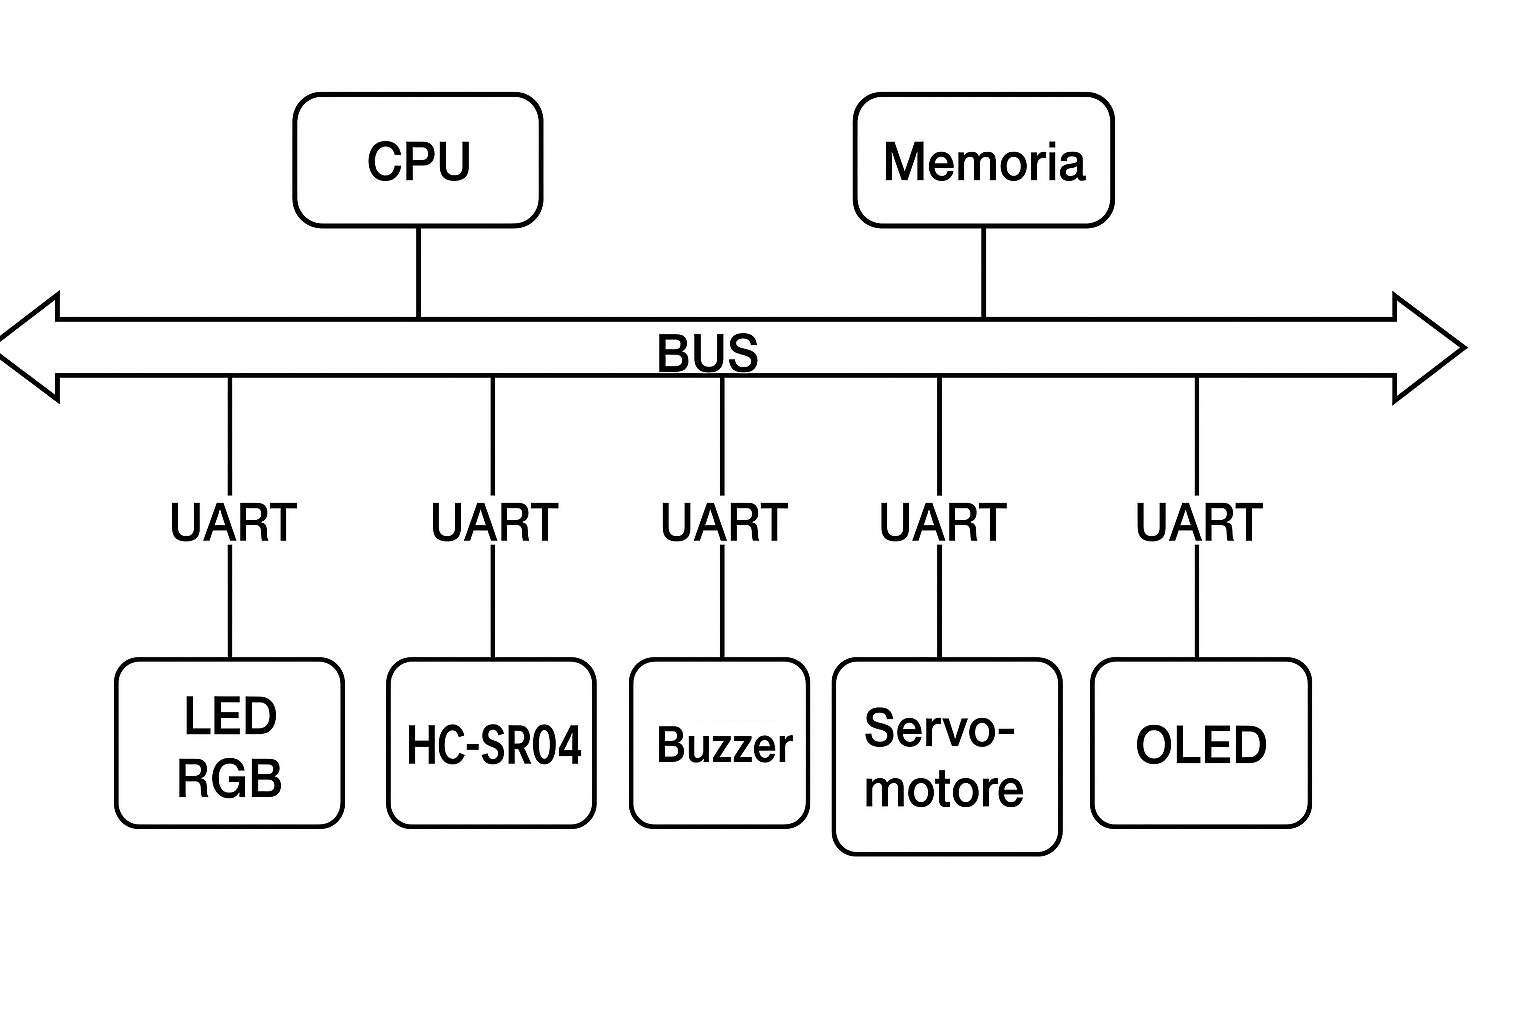 CPU
Memoria
BUS
UART
UART
UART
UART
UART
LED
RGB
HC-SR04
Buzzer
Servo-
motore
OLED